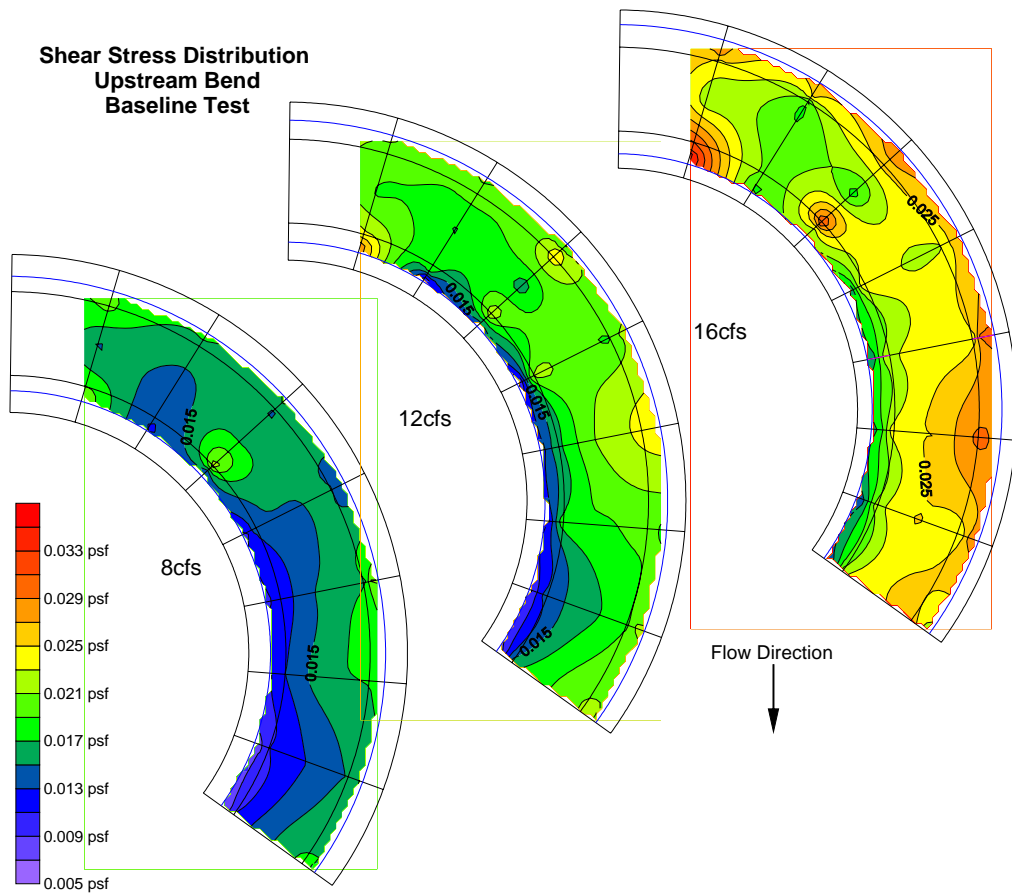 Shear Stress Distribution
Upstream Bend
Baseline Test
0.025
16cfs
0.015
0.015
12cfs
0.015
0.025
0.015
8cfs
0.015
0.033 psf
0.029 psf
0.025 psf
0.021 psf
0.017 psf
0.013 psf
0.009 psf
0.005 psf
Flow Direction